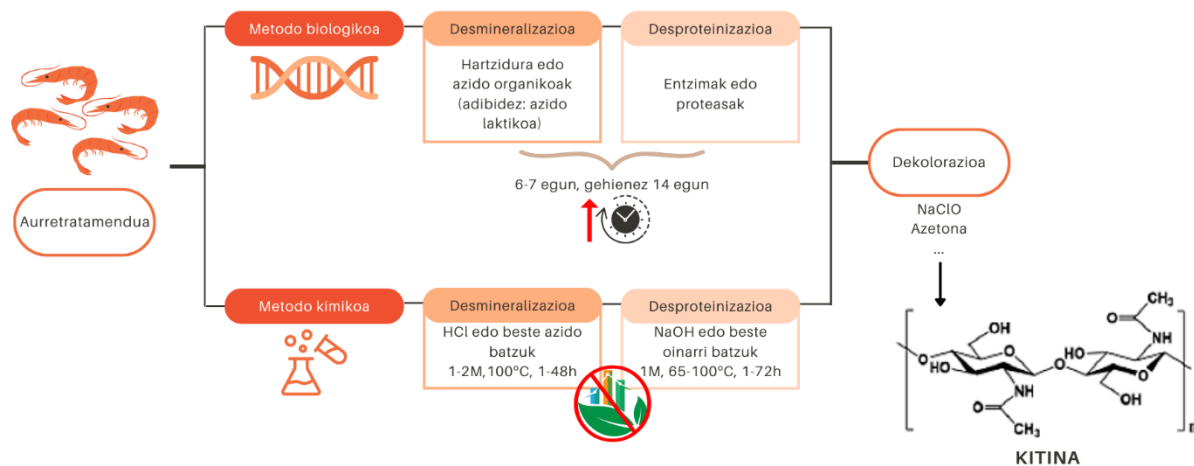 Aurretratamendua
Metodo biologikoa
Desmineralizazioa
Hartzidura edo
azido organikoak
(adibidez: azido
laktikoa)
Desproteinizazioa
Entzimak edo
proteasak
6-7 egun, gehienez 14 egun
Metodo kimikoa
Desmineralizazioa
HCl edo beste azido
batzuk
1-2M,100ºC, 1-48h
Desproteinizazioa
NaOH edo beste
oinarri batzuk
1M, 65-100ºC, 1-72h
Dekolorazioa
NaClO
Azetona
...
CH₃
O
NH
OH
HO
O
O
O
HO
O
O
NH
OH
O
CH₃
n
KITINA